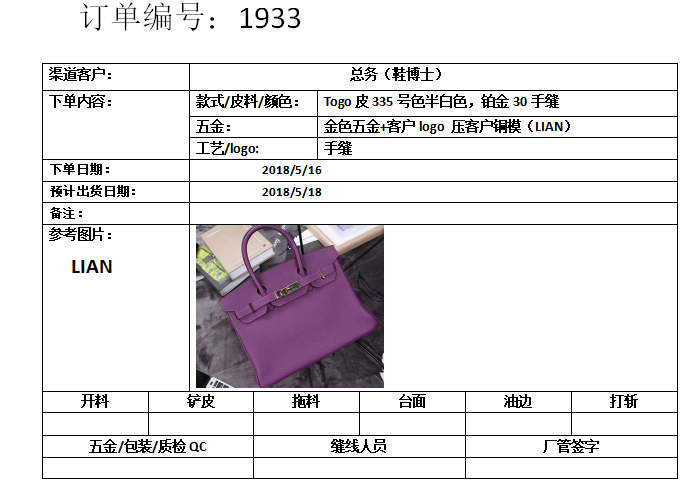 订单编号：1933
渠道客户： 总务（鞋博士）
下单内容： 款式/皮料/颜色： Togo 皮 335 号色半白色，铂金 30 手缝
五金： 金色五金+客户 logo 压客户铜模（LIAN）
工艺/logo: 手缝
下单日期： 2018/5/16
预计出货日期： 2018/5/18
备注：
参考图片：
LIAN
开料 铲皮 拖料 台面 油边 打斩
五金/包装/质检 QC 缝线人员 厂管签字